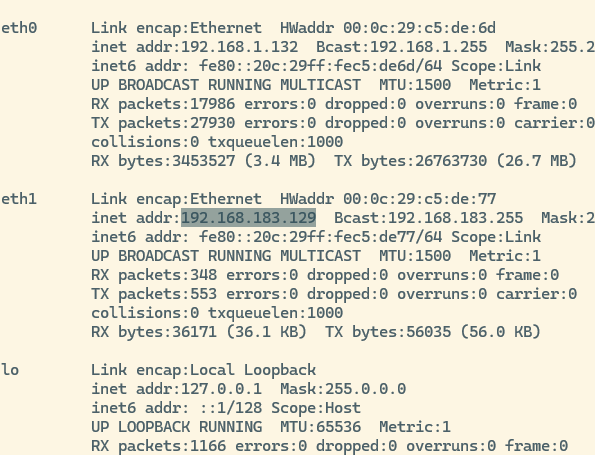 eth0 Link encap:Ethernet HWaddr 00:0c:29:c5:de:6d
inet addr:192.168.1.132 Bcast:192.168.1.255 Mask:255.2
inet6 addr: fe80::20c:29ff:fec5:de6d/64 Scope:Link
UP BROADCAST RUNNING MULTICAST MTU:1500 Metric:1
RX packets:17986 errors:0 dropped:0 overruns:0 frame:0
TX packets:27930 errors:0 dropped:0 overruns:0 carrier:0
collisions:0 txqueuelen:1000
RX bytes:3453527 (3.4 MB) TX bytes:26763730 (26.7 MB)
eth1 Link encap:Ethernet HWaddr 00:0c:29:c5:de:77
inet addr:192.168.183.129 Bcast:192.168.183.255 Mask:2
inet6 addr: fe80::20c:29ff:fec5:de77/64 Scope:Link
UP BROADCAST RUNNING MULTICAST MTU:1500 Metric:1
RX packets:348 errors:0 dropped:0 overruns:0 frame:0
TX packets:553 errors:0 dropped:0 overruns:0 carrier:0
collisions:0 txqueuelen:1000
RX bytes:36171 (36.1 KB) TX bytes:56035 (56.0 KB)
lo Link encap:Local Loopback
inet addr:127.0.0.1 Mask:255.0.0.0
inet6 addr: ::1/128 Scope:Host
UP LOOPBACK RUNNING MTU:65536 Metric:1
RX packets:1166 errors:0 dropped:0 overruns:0 frame:0